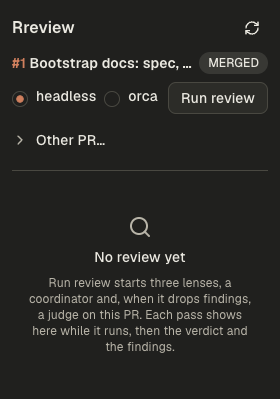 Rreview
#1 Bootstrap docs: spec, ... MERGED
headless orca Run review
Other PR...
No review yet
Run review starts three lenses, a
coordinator and, when it drops findings,
a judge on this PR. Each pass shows
here while it runs, then the verdict and
the findings.